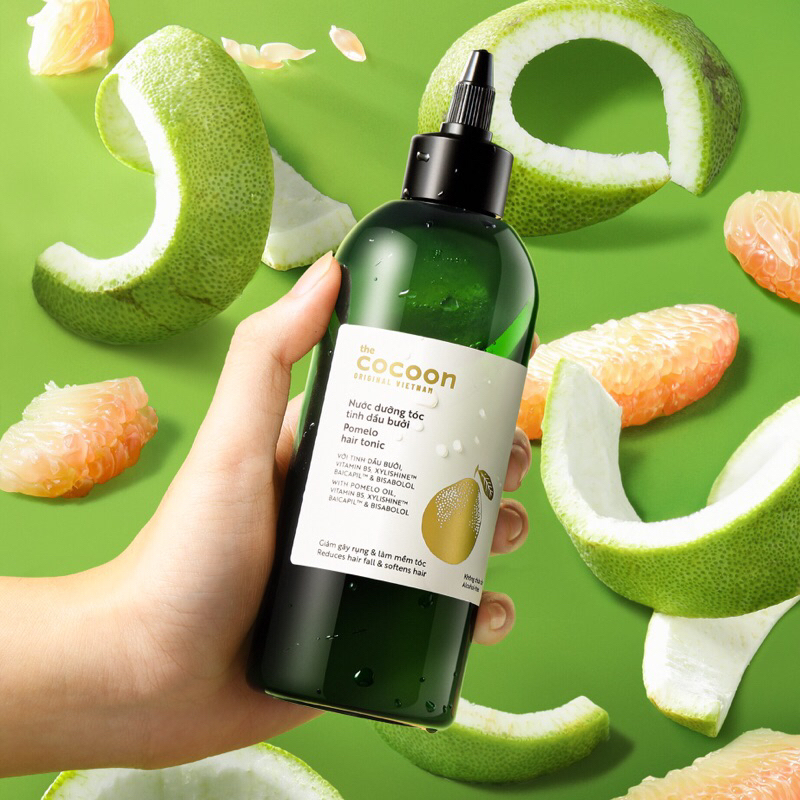 the
cocoon
ORIGINAL VIETNAM
Nước dưỡng tóc
tinh dầu bưởi
Pomelo
hair tonic
VỚI TINH DẦU BƯỞI,
VITAMIN B5, XYLISHINE™
BAICAPIL™ & BISABOLOL
WITH POMELO OIL,
VITAMIN B5, XYLISHINE™
BAICAPIL™ & BISABOLOL
Giảm gãy rụng & làm mềm tóc
Reduces hair fall & softens hair
Không